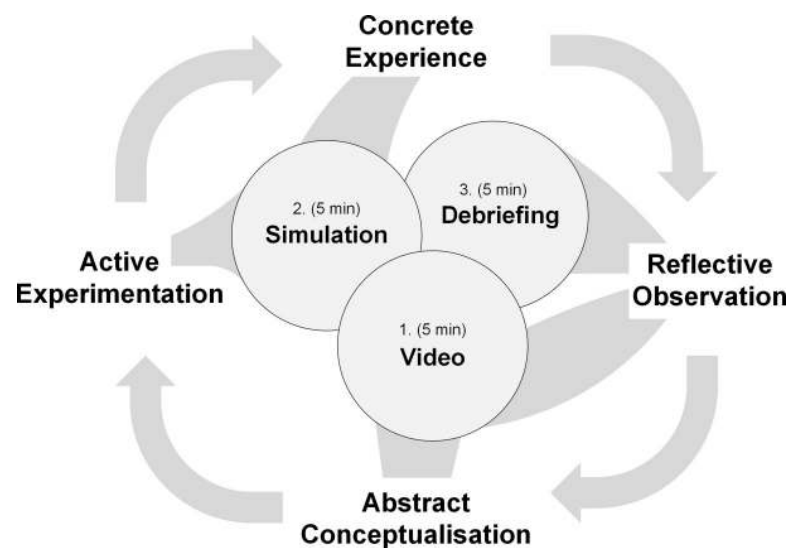 Concrete
Experience
3. (5 min)
Debriefing
2. (5 min)
Simulation
Active
Experimentation
Reflective
Observation
1. (5 min)
Video
Abstract
Conceptualisation